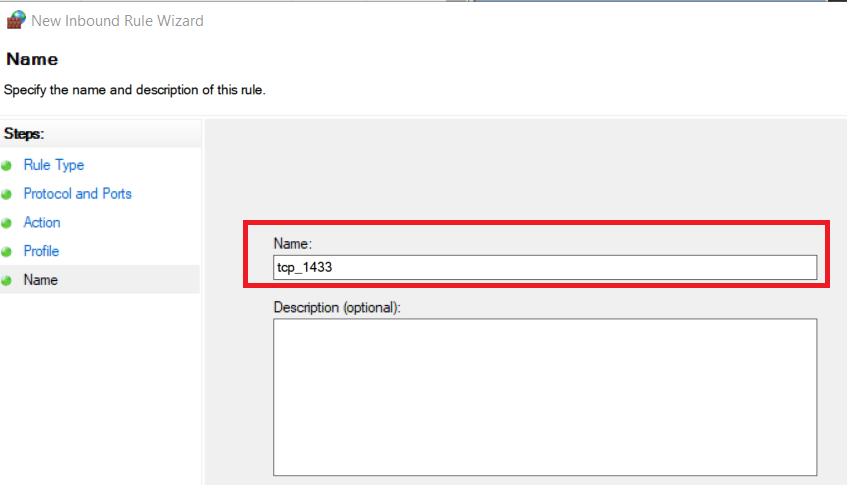 New Inbound Rule Wizard
Name
Specify the name and description of this rule.
Steps:
Rule Type
Protocol and Ports
Action
Profile
Name
Name:
tcp_1433
Description (optional):